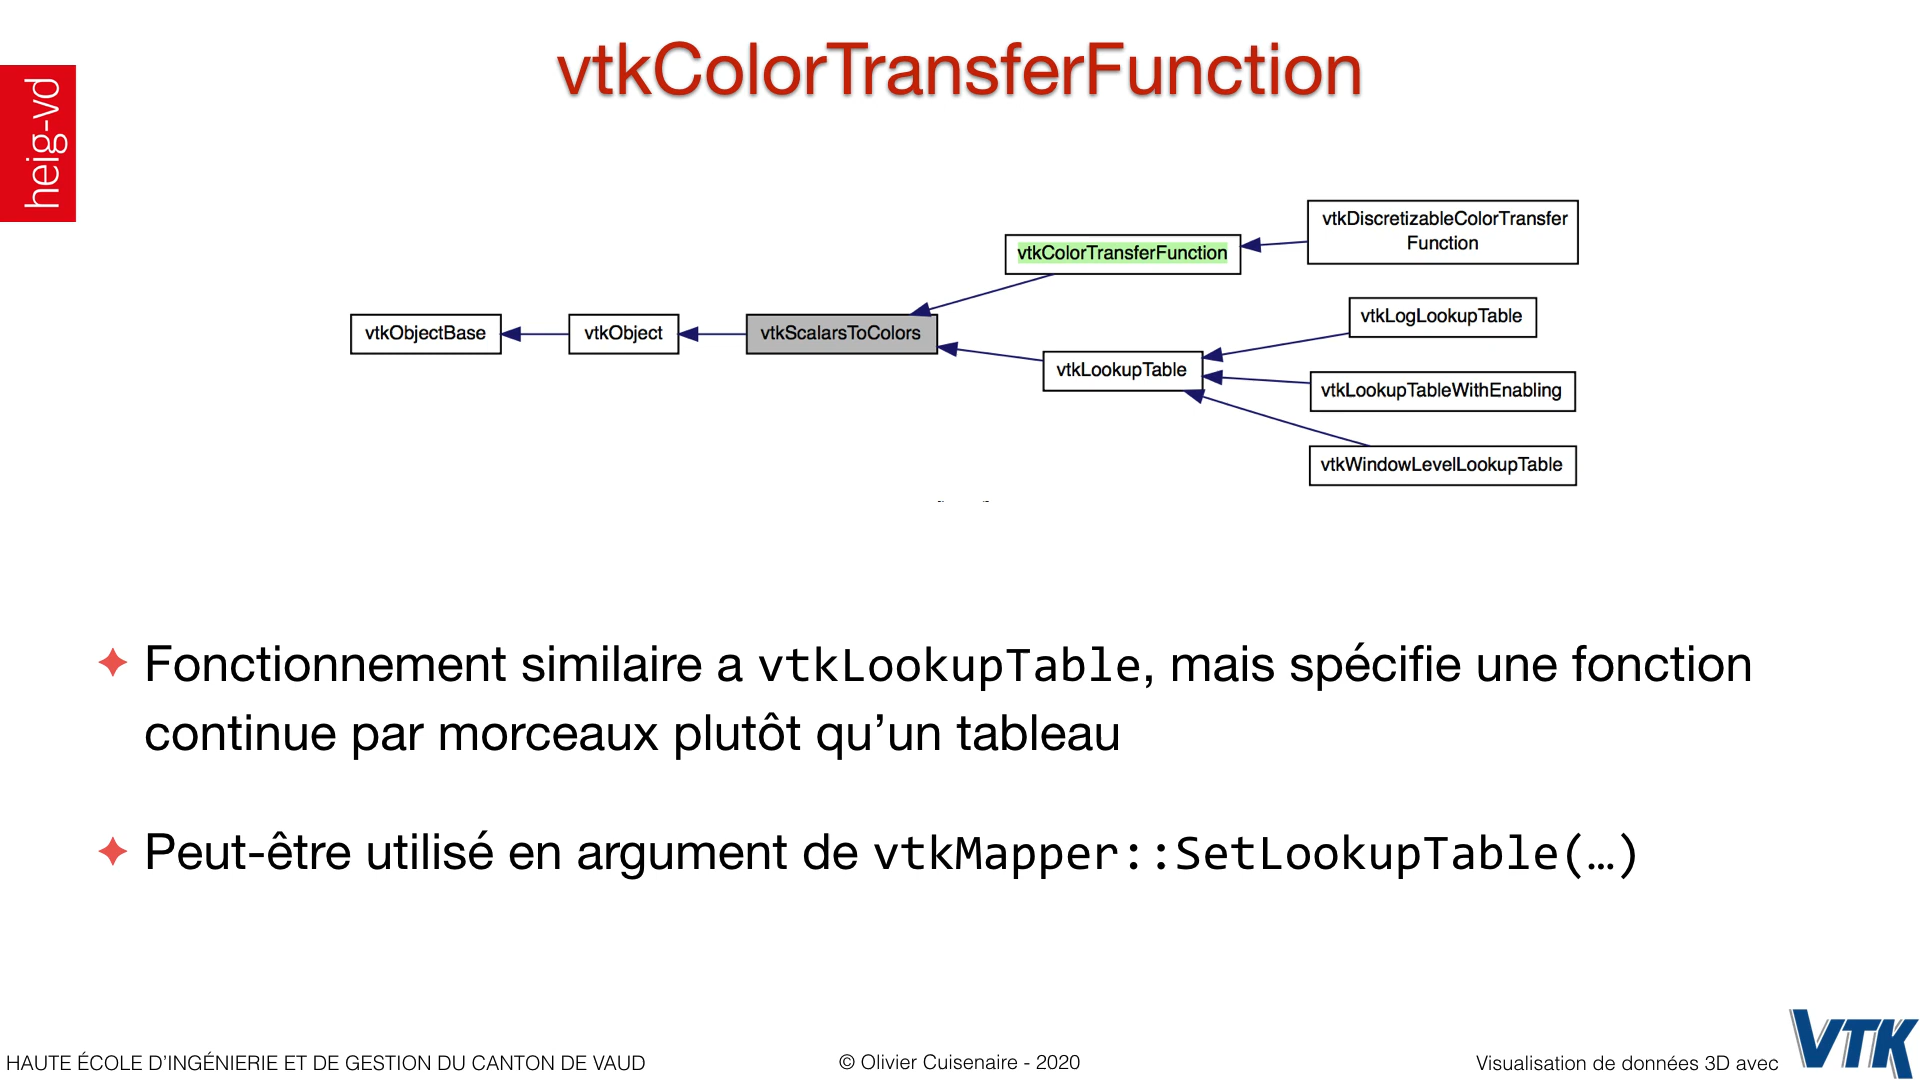 vtkColorTransferFunction
heig-vd
vtkDiscretizableColorTransfer
Function
vtkColorTransferFunction
vtkLogLookupTable
vtkObjectBase
vtkObject
vtkScalarsToColors
vtkLookupTable
vtkLookupTableWithEnabling
vtkWindowLevelLookupTable
Fonctionnement similaire a vtkLookupTable, mais spécifie une fonction
continue par morceaux plutôt qu’un tableau
Peut-être utilisé en argument de vtkMapper::SetLookupTable(…)
HAUTE ÉCOLE D’INGÉNIERIE ET DE GESTION DU CANTON DE VAUD
© Olivier Cuisenaire - 2020
Visualisation de données 3D avec
VTK